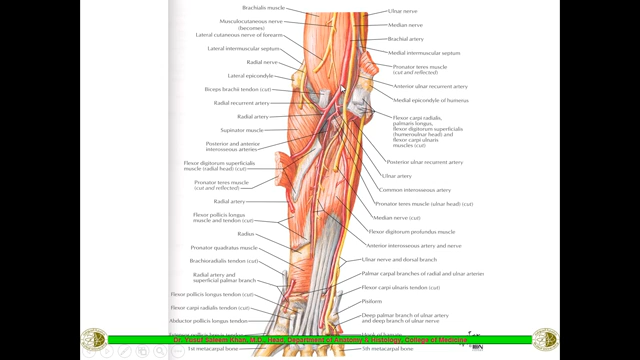 Brachialis muscle
Musculocutaneous nerve
(becomes)
Lateral cutaneous nerve of forearm
Lateral intermuscular septum
Radial nerve
Lateral epicondyle
Biceps brachii tendon (cut)
Radial recurrent artery
Radial artery
Supinator muscle
Posterior and anterior
interosseous arteries
Flexor digitorum superficialis
muscle (radial head) (cut)
Pronator teres muscle
(cut and reflected)
Radial artery
Flexor pollicis longus
muscle and tendon (cut)
Radius
Pronator quadratus muscle
Brachioradialis tendon (cut)
Radial artery and
superficial palmar branch
Flexor pollicis longus tendon (cut)
Flexor carpi radialis tendon (cut)
Abductor pollicis longus tendon
1st metacarpal bone
Ulnar nerve
Median nerve
Brachial artery
Medial intermuscular septum
Pronator teres muscle
(cut and reflected)
Anterior ulnar recurrent artery
Medial epicondyle of humerus
Flexor carpi radialis,
palmaris longus,
flexor digitorum superficialis
(humeroulnar head) and
flexor carpi ulnaris
muscles (cut)
Posterior ulnar recurrent artery
Ulnar artery
Common interosseous artery
Pronator teres muscle (ulnar head) (cut)
Median nerve (cut)
Flexor digitorum profundus muscle
Anterior interosseous artery and nerve
Ulnar nerve and dorsal branch
Palmar carpal branches of radial and ulnar arteries
Flexor carpi ulnaris tendon (cut)
Pisiform
Deep palmar branch of ulnar artery
and deep branch of ulnar nerve
5th metacarpal bone
Dr. Yusuf Saleem Khan, M.D., Head, Department of Anatomy & Histology, College of Medicine